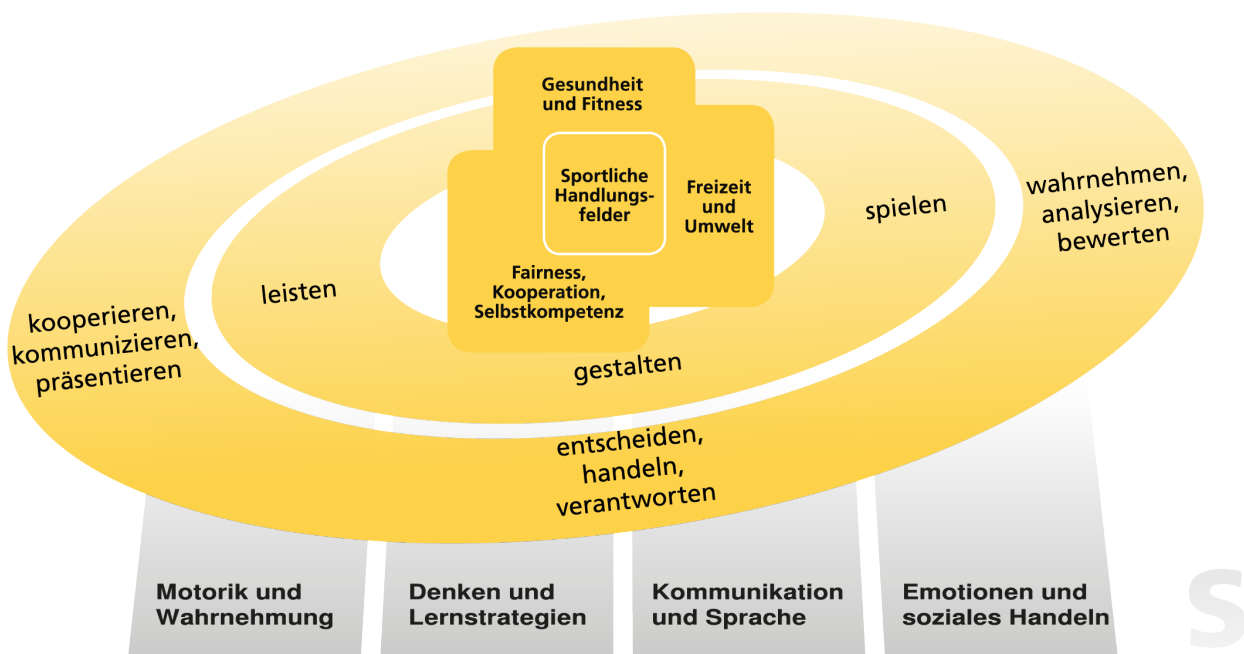 Gesundheit
und Fitness
Sportliche
Handlungs-
felder
Freizeit
und
Umwelt
Fairness,
Kooperation,
Selbstkompetenz
leisten
spielen
gestalten
wahrnehmen,
analysieren,
bewerten
kooperieren,
kommunizieren,
präsentieren
entscheiden,
handeln,
verantworten
Motorik und
Wahrnehmung
Denken und
Lernstrategien
Kommunikation
und Sprache
Emotionen und
soziales Handeln
S